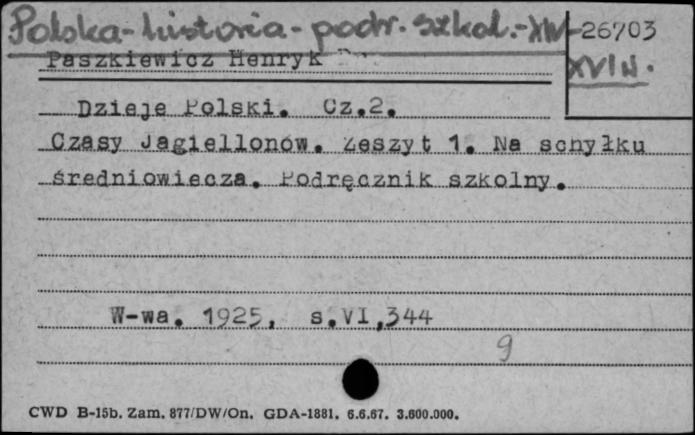 Polska - historia - podr. szkol. - XIV- 26703
Paszkiewicz Henryk XVI w.
Dzieje Polski. Cz.2.
Czasy Jagiellonów. Zeszyt 1. Na schyłku
średniowiecza. Podręcznik szkolny.
W-wa. 1925, s.VI,344
9
CWD B-15b. Zam. 877/DW/On. GDA-1881. 6.6.67. 3.600.000.